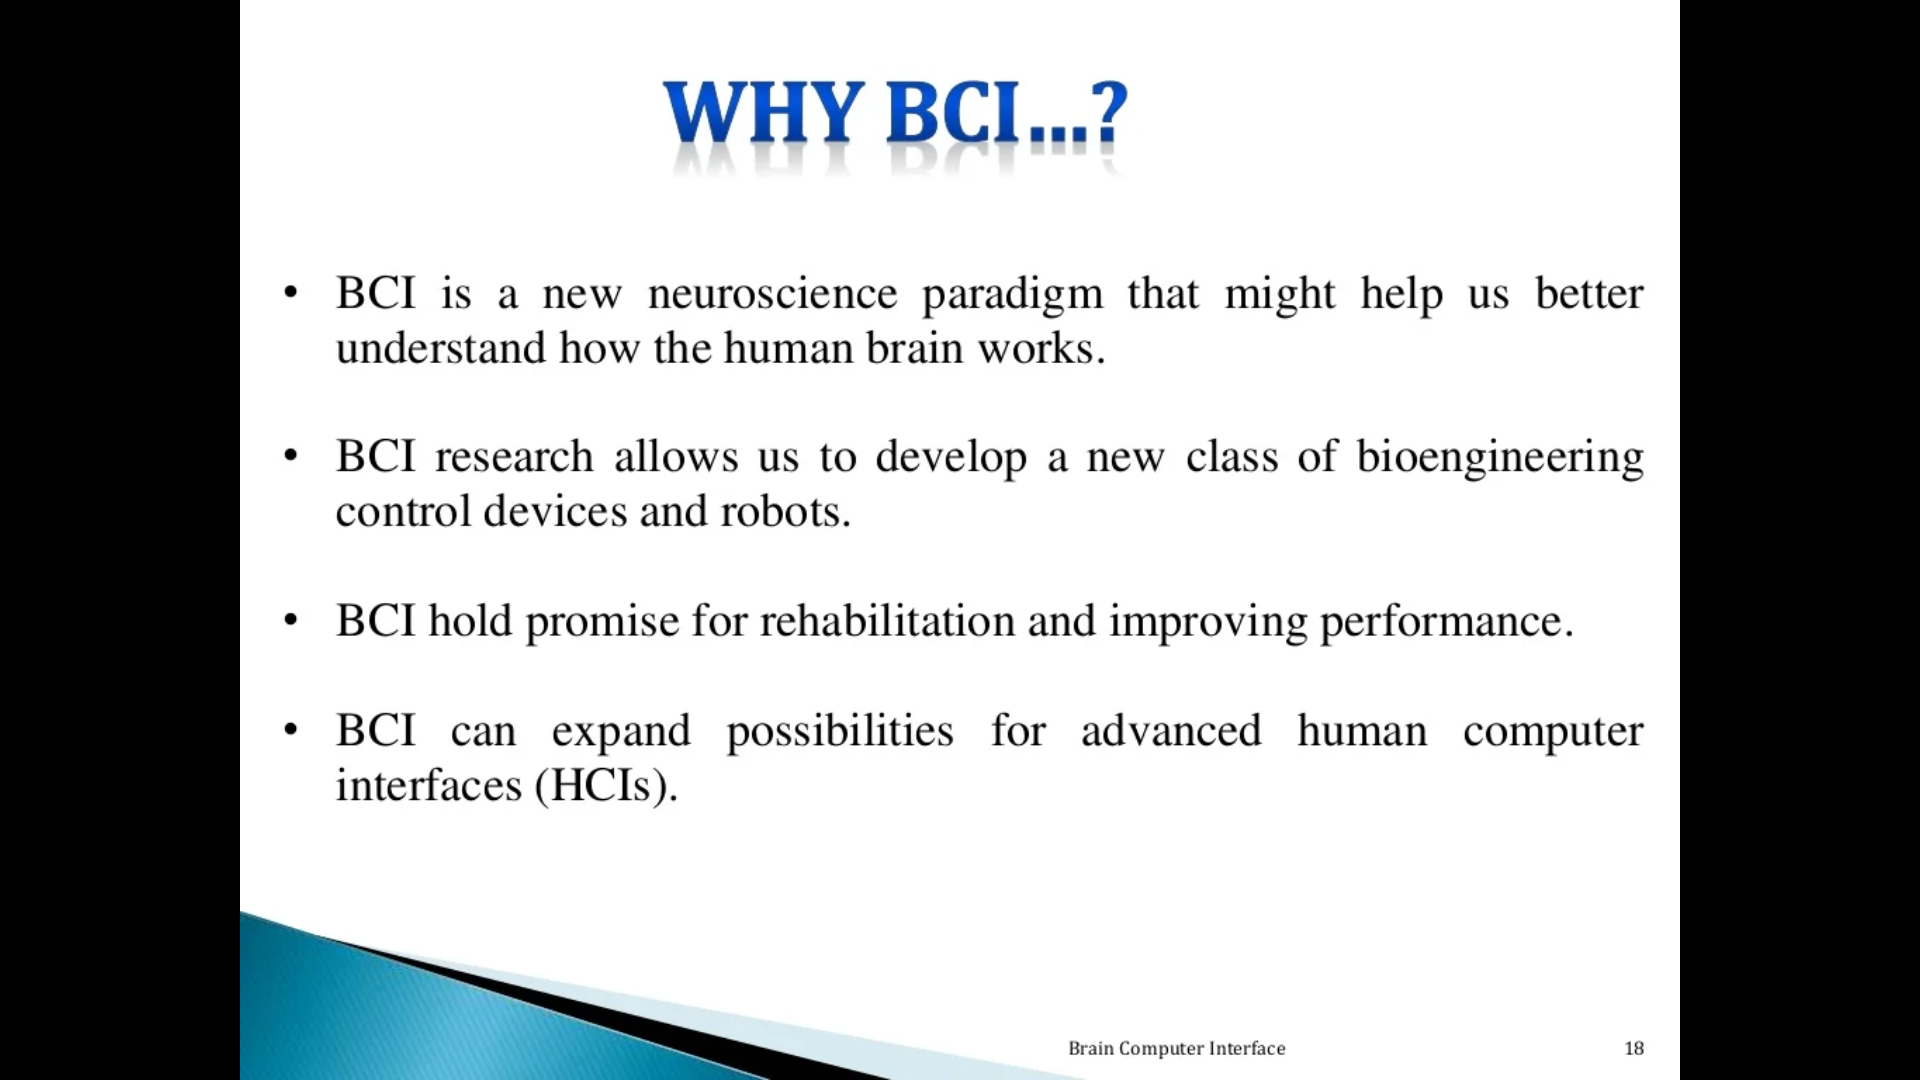 WHY BCI...?
• BCI is a new neuroscience paradigm that might help us better
understand how the human brain works.
• BCI research allows us to develop a new class of bioengineering
control devices and robots.
• BCI hold promise for rehabilitation and improving performance.
• BCI can expand possibilities for advanced human computer
interfaces (HCIs).
Brain Computer Interface 18